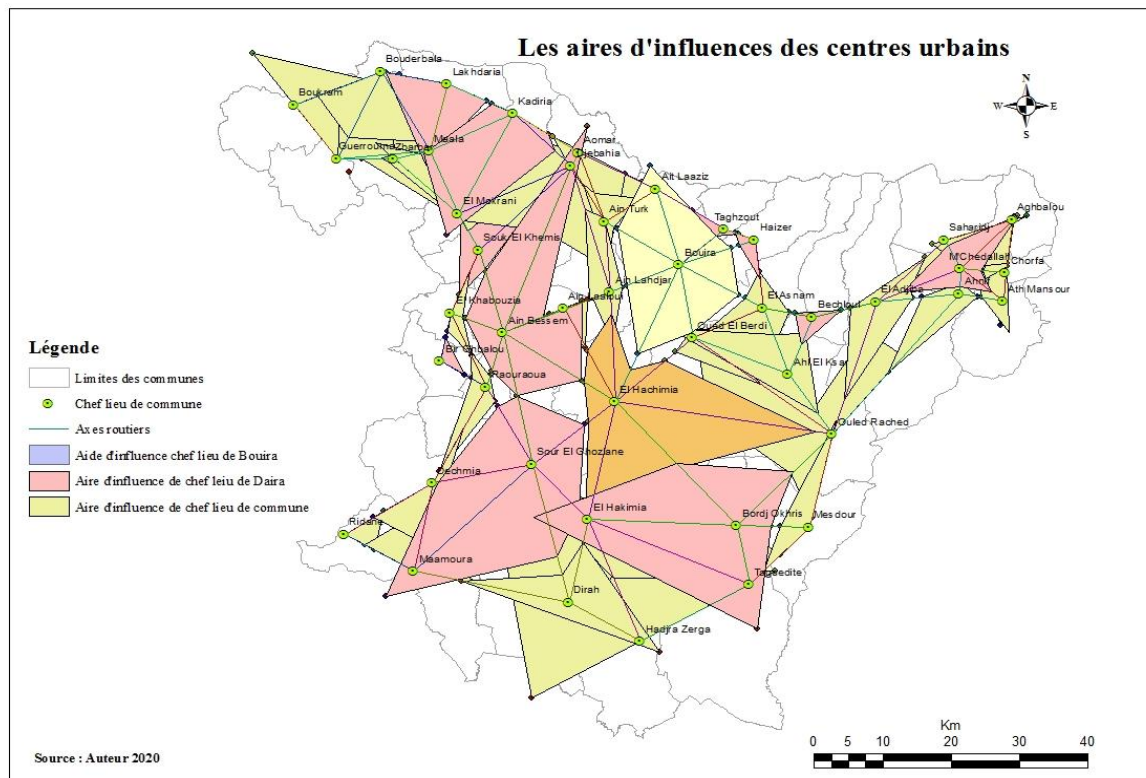 Les aires d'influences des centres urbains
N
W E
S
Bouderbala
Lakhdaria
Boukram
Kadiria
Aomar
Maala
Guerrouma
Zbarbar
Djebahia
Ait Laaziz
El Mokrani
Ain Turk
Taghzout
Haizer
Aghbalou
Saharidj
Souk El Khemis
Bouira
M'Chedallah
Chorfa
Ain Lahdjar
Ahnif
Ath Mansour
El Adjiba
El Khabouzia
Ain Laaloui
El Asnam
Bechloul
Ain Bessem
Oued El Berdi
Bir Ghbalou
Raouraoua
Ahl El Ksar
El Hachimia
Ouled Rached
Sour El Ghozlane
Dechmia
El Hakimia
Bordj Okhris
Mesdour
Ridane
Maamoura
Taguedite
Dirah
Hadjra Zerga
Légende
Limites des communes
Chef lieu de commune
Axes routiers
Aide d'influence chef lieu de Bouira
Aire d'influence de chef leiu de Daira
Aire d'influence de chef lieu de commune
Km
0 5 10 20 30 40
Source : Auteur 2020